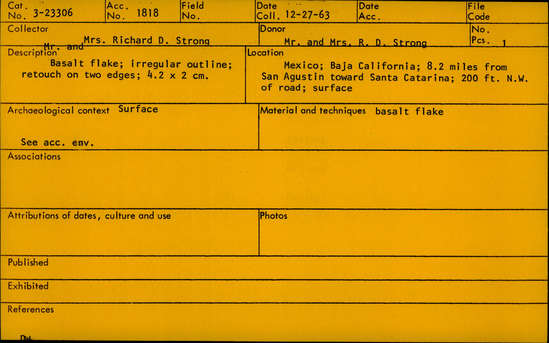 Cat. No. 3-23306 Acc. No. 1818 Field No. Date Coll. 12-27-63 Date Acc. File Code
Collector Mr. and Mrs. Richard D. Strong Donor Mr. and Mrs. R. D. Strong No. Pcs. 1
Description Basalt flake; irregular outline; retouch on two edges; 4.2 x 2 cm.
Location Mexico; Baja California; 8.2 miles from San Agustin toward Santa Catarina; 200 ft. N.W. of road; surface
Archaeological context Surface
See acc. env.
Material and techniques basalt flake
Associations
Attributions of dates, culture and use
Photos
Published
Exhibited
References